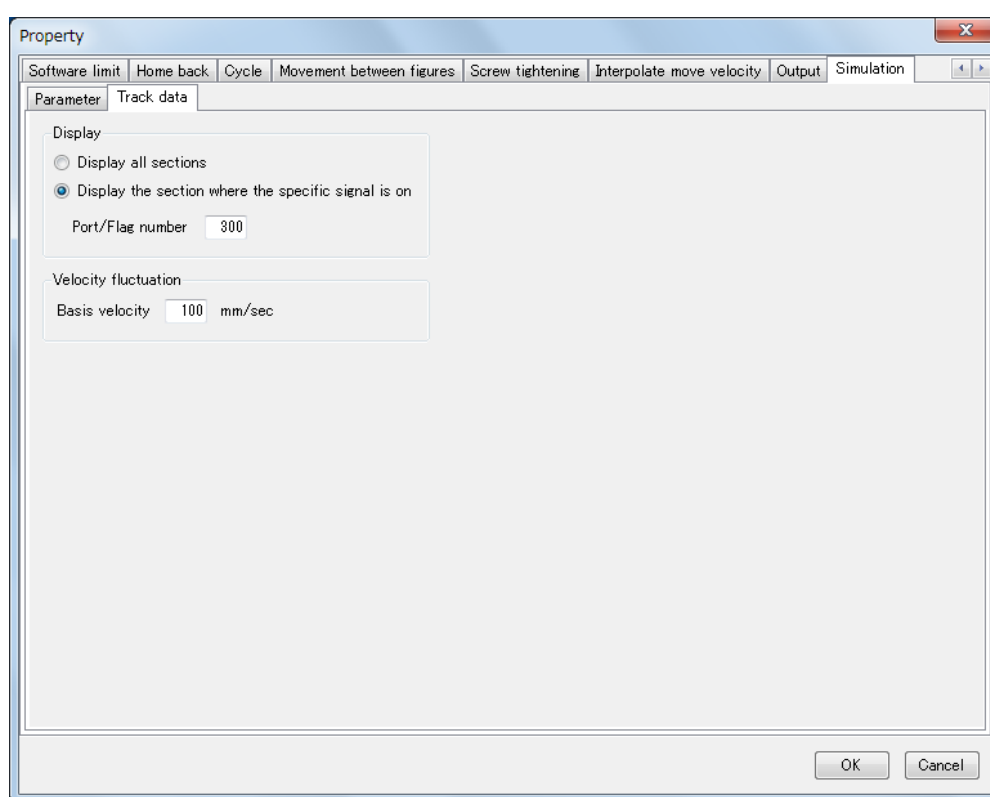 Property
Software limit Home back Cycle Movement between figures Screw tightening Interpolate move velocity Output Simulation
Parameter Track data
Display
Display all sections
Display the section where the specific signal is on
Port/Flag number 300
Velocity fluctuation
Basis velocity 100 mm/sec
OK Cancel